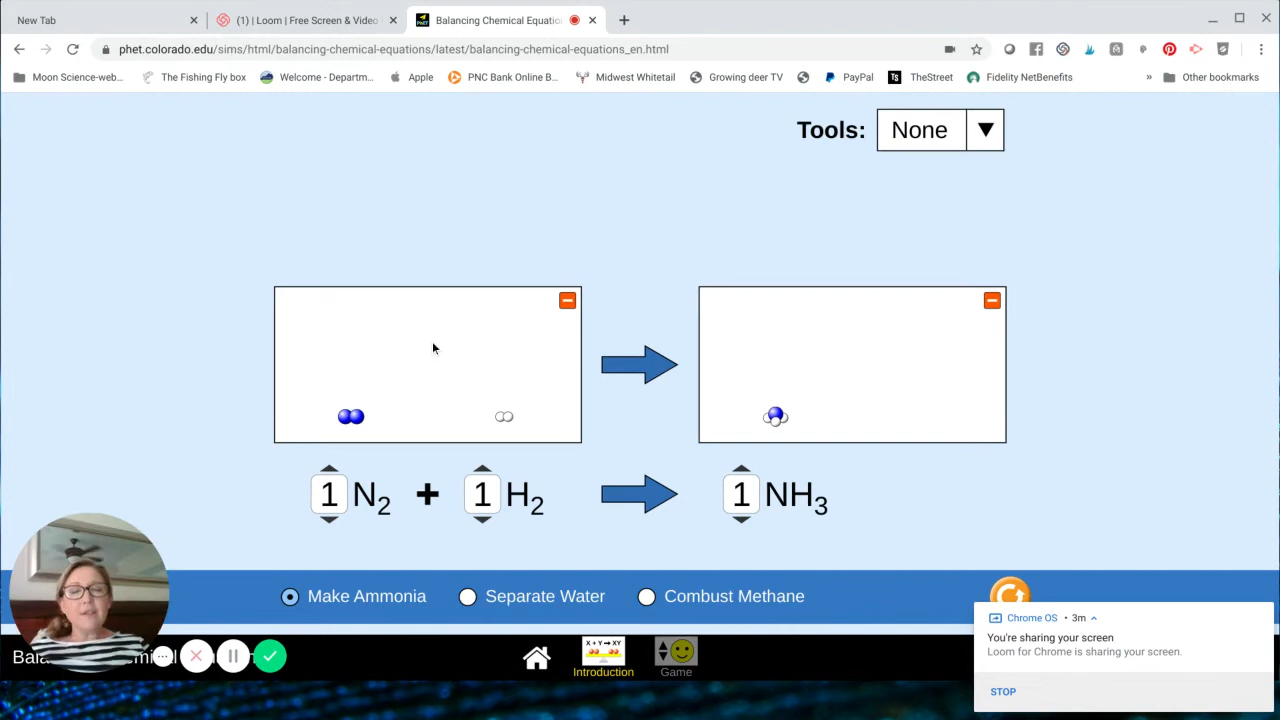 New Tab
(1) | Loom | Free Screen & Video
Balancing Chemical Equatio
phet.colorado.edu/sims/html/balancing-chemical-equations/latest/balancing-chemical-equations_en.html
Moon Science-web... The Fishing Fly box Welcome - Departm... Apple PNC Bank Online B... Midwest Whitetail Growing deer TV PayPal TS TheStreet Fidelity NetBenefits » Other bookmarks
Tools: None
1 N₂ + 1 H₂ 1 NH₃
Make Ammonia Separate Water Combust Methane
Chrome OS • 3m
You're sharing your screen
Loom for Chrome is sharing your screen.
STOP
X + Y → XY
Introduction
Game